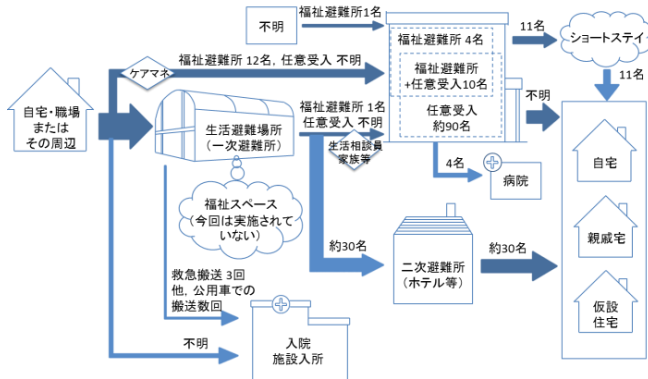 不明
福祉避難所1名
福祉避難所 4名
11名
ショートステイ
ケアマネ
福祉避難所 12名, 任意受入 不明
福祉避難所
+任意受入10名
11名
自宅・職場
または
その周辺
生活避難場所
(一次避難所)
福祉避難所 1名
任意受入 不明
任意受入
約90名
不明
生活相談員
家族等
4名
病院
自宅
福祉スペース
(今回は実施されて
いない)
約30名
二次避難所
(ホテル等)
約30名
親戚宅
救急搬送 3回
他, 公用車での
搬送数回
不明
入院
施設入所
仮設
住宅